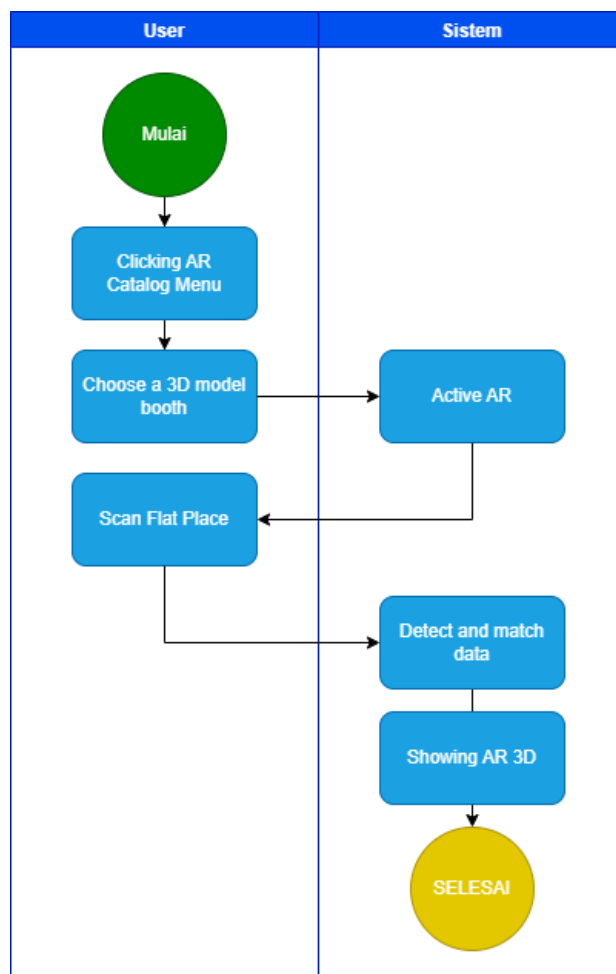 User
Sistem
Mulai
Clicking AR
Catalog Menu
Choose a 3D model
booth
Active AR
Scan Flat Place
Detect and match
data
Showing AR 3D
SELESAI